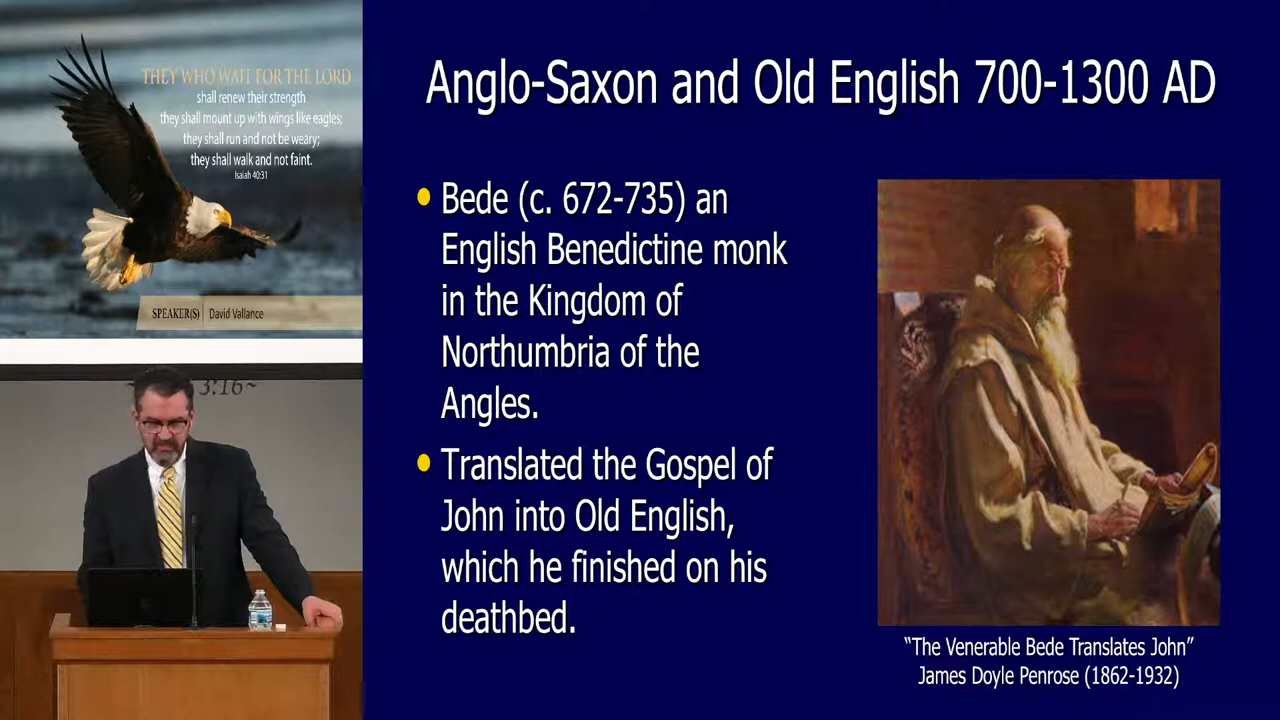 THEY WHO WAIT FOR THE LORD
shall renew their strength
they shall mount up with wings like eagles;
they shall run and not be weary;
they shall walk and not faint.
Isaiah 40:31
SPEAKER(S) David Vallance
3:16~
Anglo-Saxon and Old English 700-1300 AD
• Bede (c. 672-735) an
English Benedictine monk
in the Kingdom of
Northumbria of the
Angles.
• Translated the Gospel of
John into Old English,
which he finished on his
deathbed.
“The Venerable Bede Translates John”
James Doyle Penrose (1862-1932)